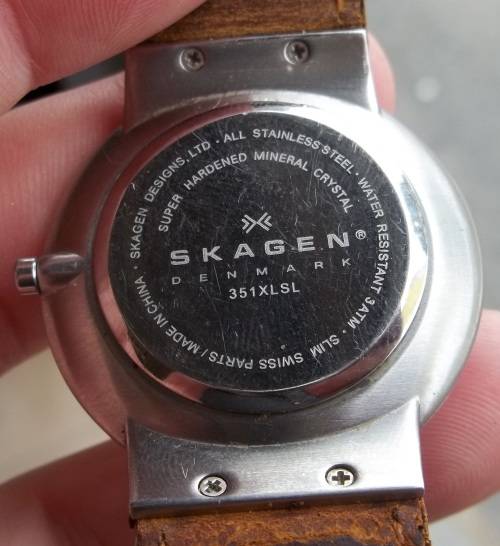 SKAGEN DESIGNS. LTD · ALL STAINLESS STEEL · WATER RESISTANT 3ATM · SLIM SWISS PARTS / MADE IN CHINA ·
SUPER HARDENED MINERAL CRYSTAL
SKAGEN®
DENMARK
351XLSL